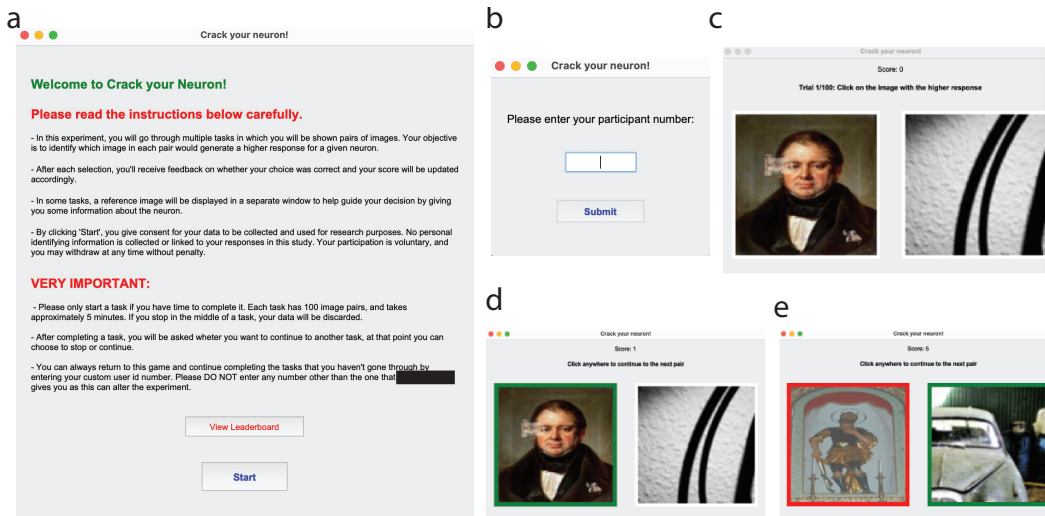 a
Crack your neuron!
Welcome to Crack your Neuron!
Please read the instructions below carefully.
- In this experiment, you will go through multiple tasks in which you will be shown pairs of images. Your objective
is to identify which image in each pair would generate a higher response for a given neuron.
- After each selection, you'll receive feedback on whether your choice was correct and your score will be updated
accordingly.
- In some tasks, a reference image will be displayed in a separate window to help guide your decision by giving
you some information about the neuron.
- By clicking 'Start', you give consent for your data to be collected and used for research purposes. No personal
identifying information is collected or linked to your responses in this study. Your participation is voluntary, and
you may withdraw at any time without penalty.
VERY IMPORTANT:
- Please only start a task if you have time to complete it. Each task has 100 image pairs, and takes
approximately 5 minutes. If you stop in the middle of a task, your data will be discarded.
- After completing a task, you will be asked wheter you want to continue to another task, at that point you can
choose to stop or continue.
- You can always return to this game and continue completing the tasks that you haven't gone through by
entering your custom user id number. Please DO NOT enter any number other than the one that
gives you as this can alter the experiment.
View Leaderboard
Start
b
Crack your neuron!
Please enter your participant number:
Submit
c
Crack your neuron!
Score: 0
Trial 1/100: Click on the image with the higher response
d
Crack your neuron!
Score: 1
Click anywhere to continue to the next pair
e
Crack your neuron!
Score: 5
Click anywhere to continue to the next pair